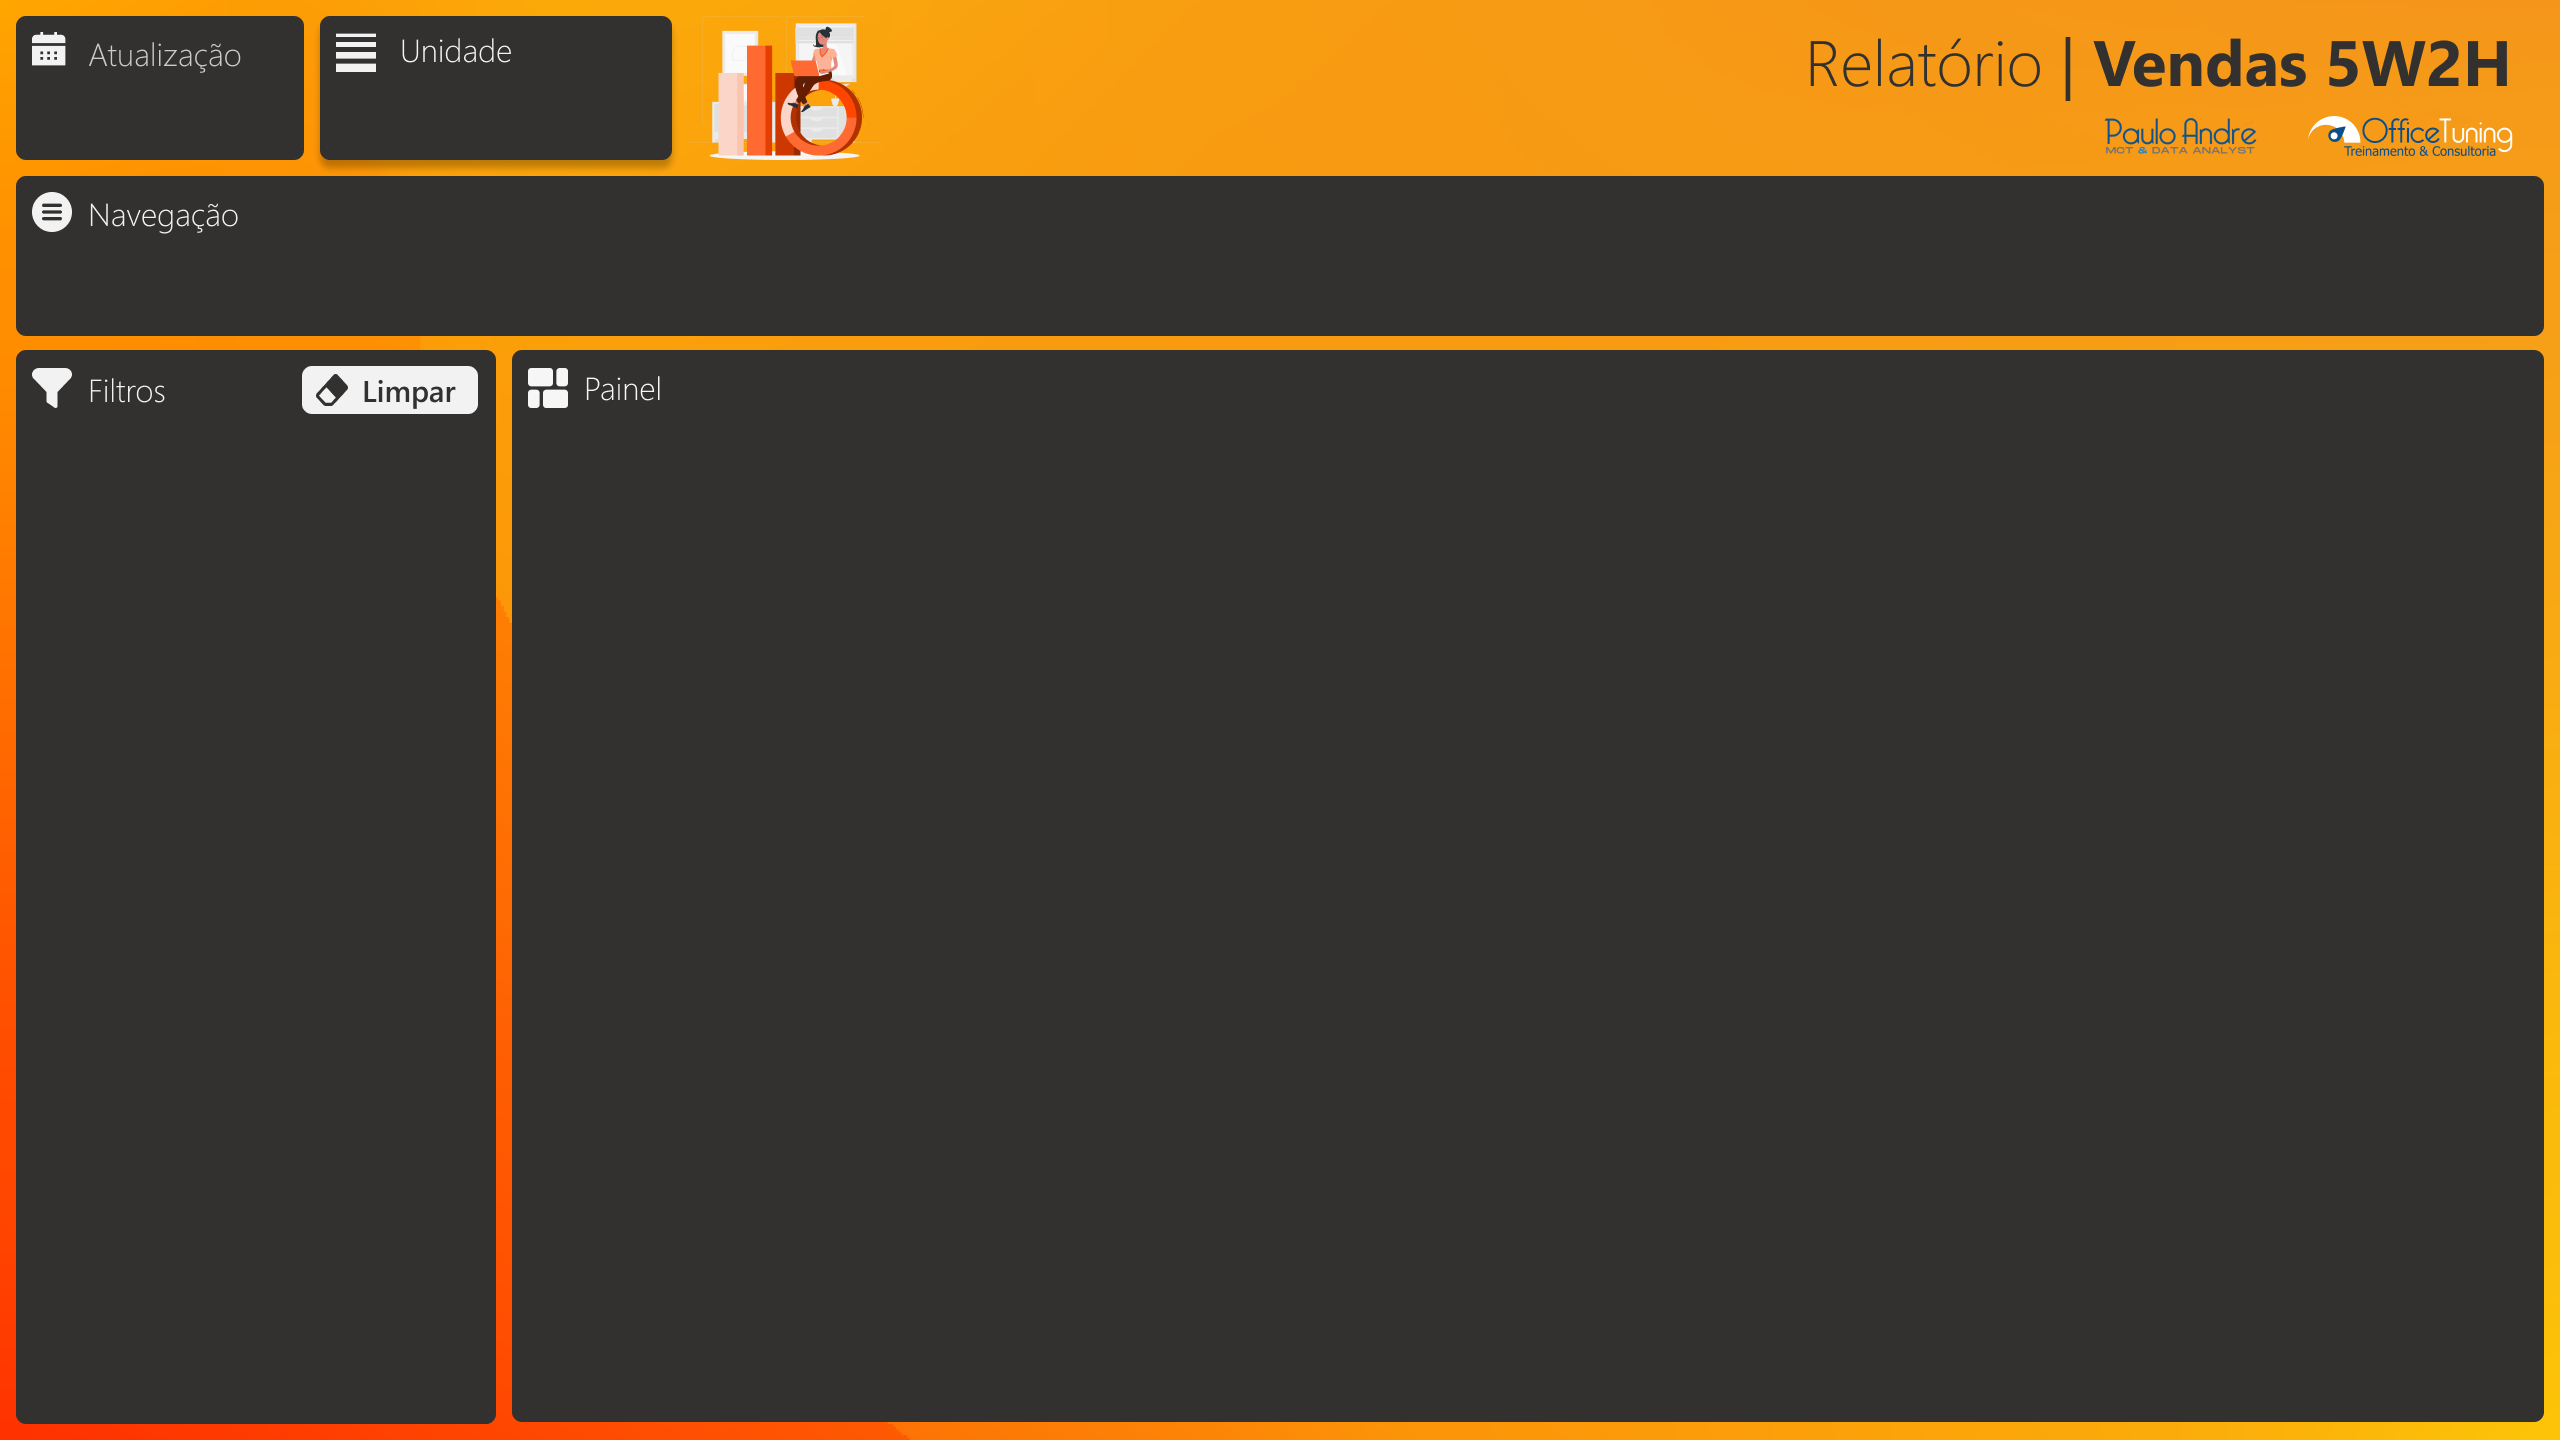 Atualização
Unidade
Relatório | Vendas 5W2H
Paulo Andre
MCT & DATA ANALYST
OfficeTuning
Treinamento & Consultoria
Navegação
Filtros
Limpar
Painel